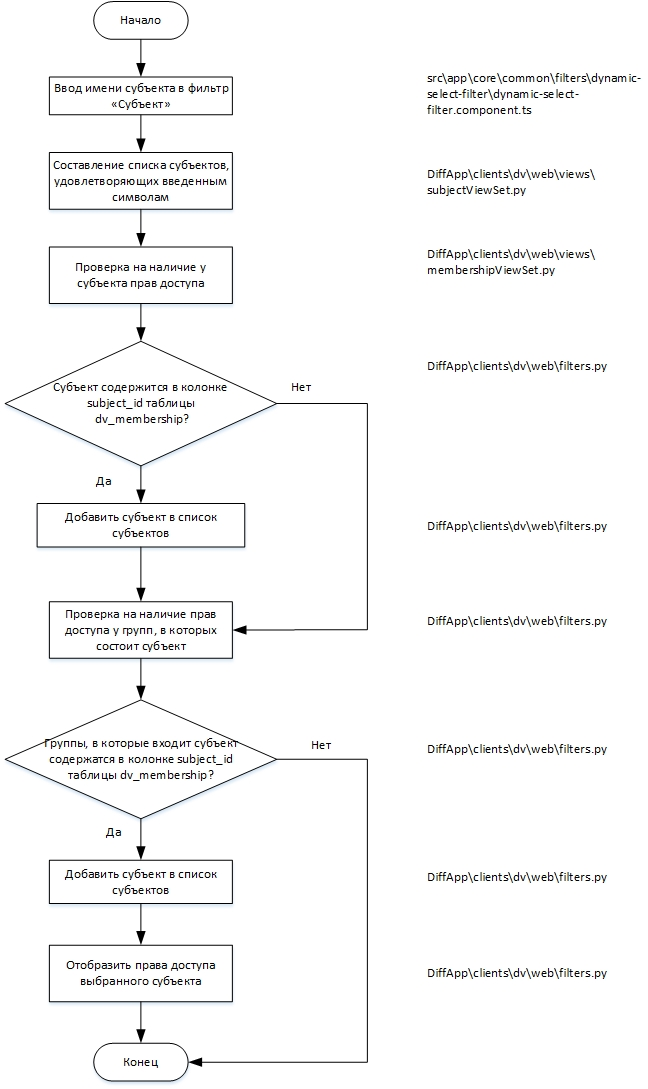 Начало
Ввод имени субъекта в фильтр
«Субъект»
src\app\core\common\filters\dynamic-
select-filter\dynamic-select-
filter.component.ts
Составление списка субъектов,
удовлетворяющих введенным
символам
DiffApp\clients\dv\web\views\
subjectViewSet.py
Проверка на наличие у
субъекта прав доступа
DiffApp\clients\dv\web\views\
membershipViewSet.py
Субъект содержится в колонке
subject_id таблицы
dv_membership?
Нет
DiffApp\clients\dv\web\filters.py
Да
Добавить субъект в список
субъектов
DiffApp\clients\dv\web\filters.py
Проверка на наличие прав
доступа у групп, в которых
состоит субъект
DiffApp\clients\dv\web\filters.py
Группы, в которые входит субъект
содержатся в колонке subject_id
таблицы dv_membership?
Нет
DiffApp\clients\dv\web\filters.py
Да
Добавить субъект в список
субъектов
DiffApp\clients\dv\web\filters.py
Отобразить права доступа
выбранного субъекта
DiffApp\clients\dv\web\filters.py
Конец